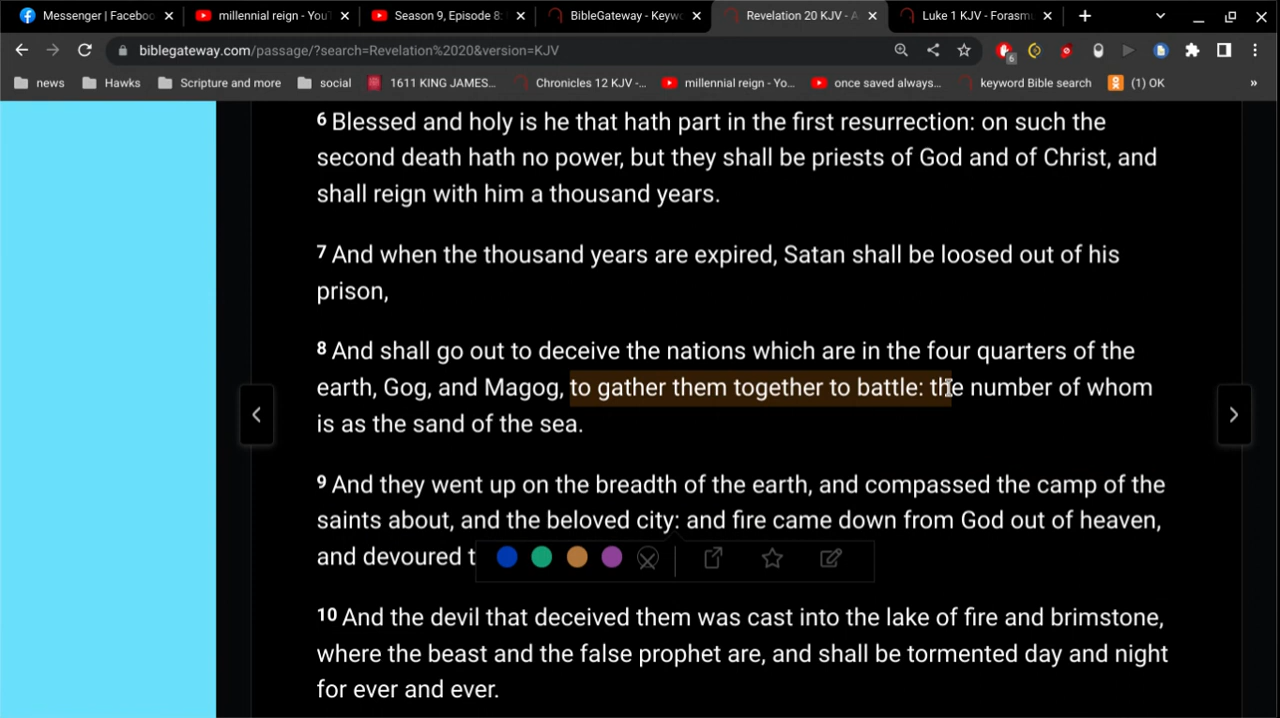 Messenger | Faceboo
millennial reign - YouT
Season 9, Episode 8:
BibleGateway - Keywo
Revelation 20 KJV - A
Luke 1 KJV - Forasm
biblegateway.com/passage/?search=Revelation%2020&version=KJV
6
news
Hawks
Scripture and more
social
1611 KING JAMES...
Chronicles 12 KJV -...
millennial reign - Yo...
once saved always...
keyword Bible search
(1) OK
»
6 Blessed and holy is he that hath part in the first resurrection: on such the
second death hath no power, but they shall be priests of God and of Christ, and
shall reign with him a thousand years.
7 And when the thousand years are expired, Satan shall be loosed out of his
prison,
8 And shall go out to deceive the nations which are in the four quarters of the
earth, Gog, and Magog, to gather them together to battle: the number of whom
is as the sand of the sea.
9 And they went up on the breadth of the earth, and compassed the camp of the
saints about, and the beloved city: and fire came down from God out of heaven,
and devoured t
10 And the devil that deceived them was cast into the lake of fire and brimstone,
where the beast and the false prophet are, and shall be tormented day and night
for ever and ever.